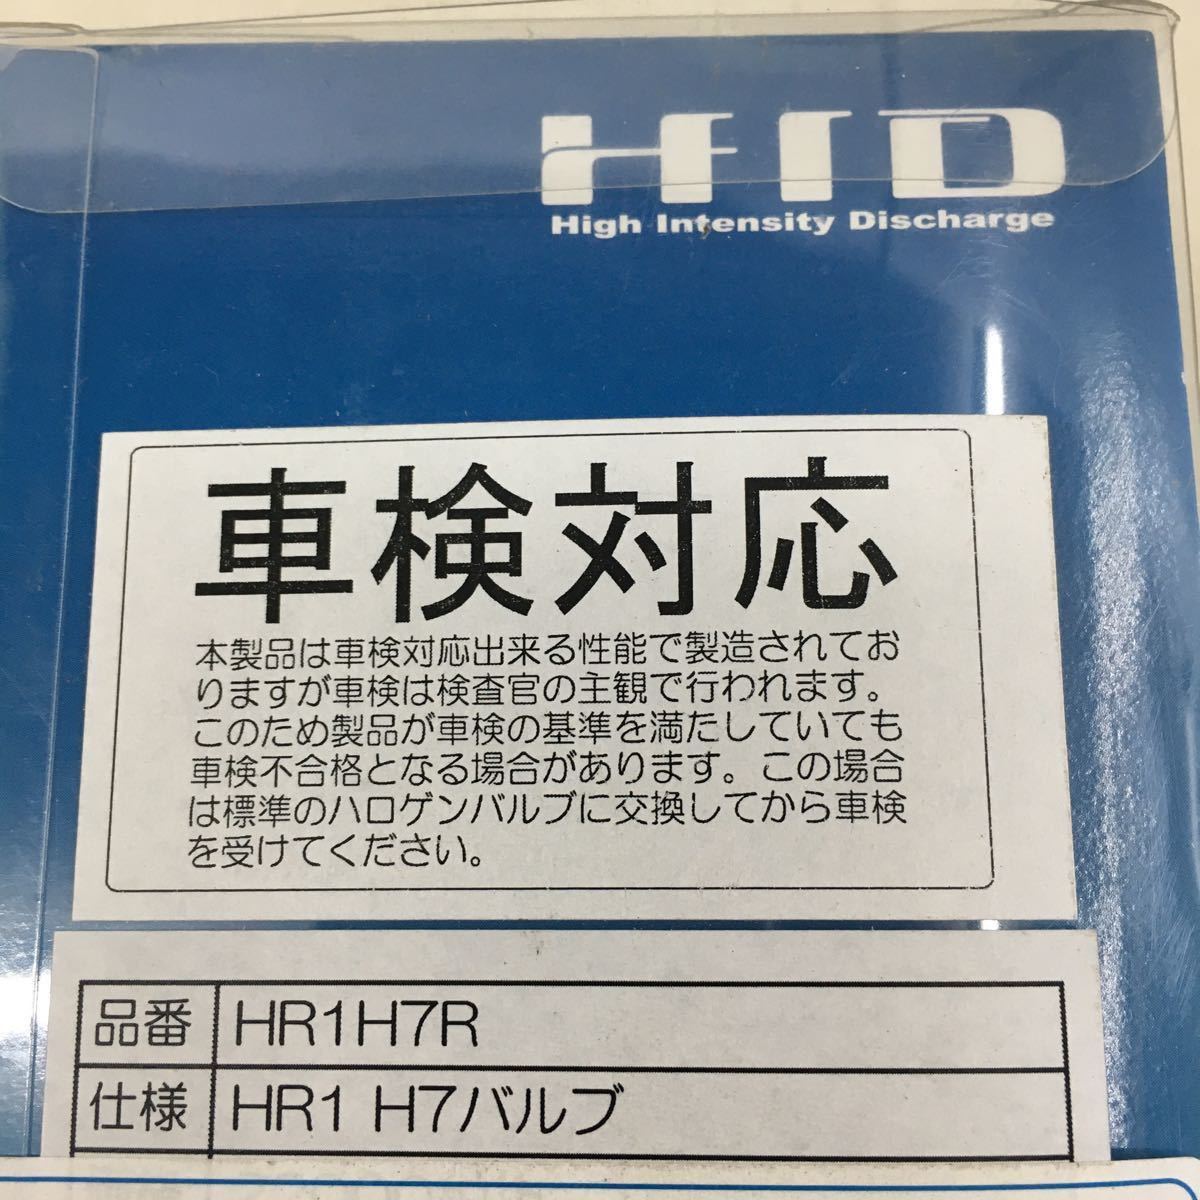 HID
High Intensity Discharge
車検対応
本製品は車検対応出来る性能で製造されてお
りますが車検は検査官の主観で行われます。
このため製品が車検の基準を満たしていても
車検不合格となる場合があります。この場合
は標準のハロゲンバルブに交換してから車検
を受けてください。
品番 HR1H7R
仕様 HR1 H7バルブ